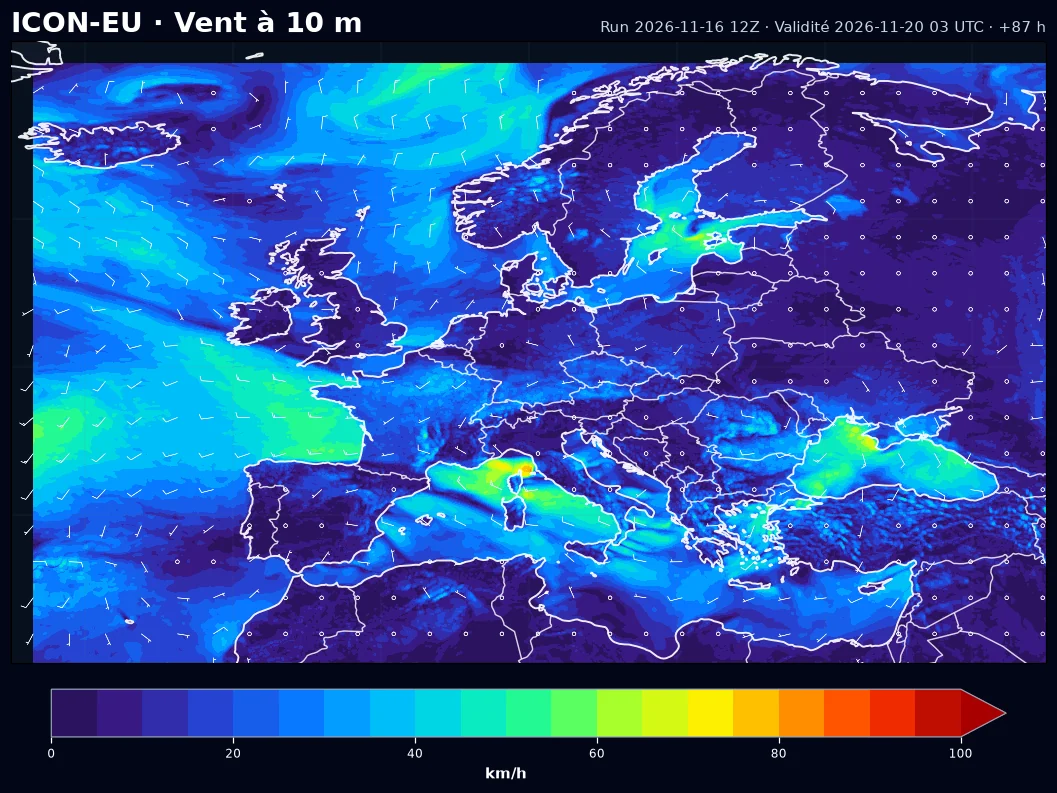 ICON-EU · Vent à 10 m
Run 2026-11-16 12Z · Validité 2026-11-20 03 UTC · +87 h
0 20 40 60 80 100
km/h